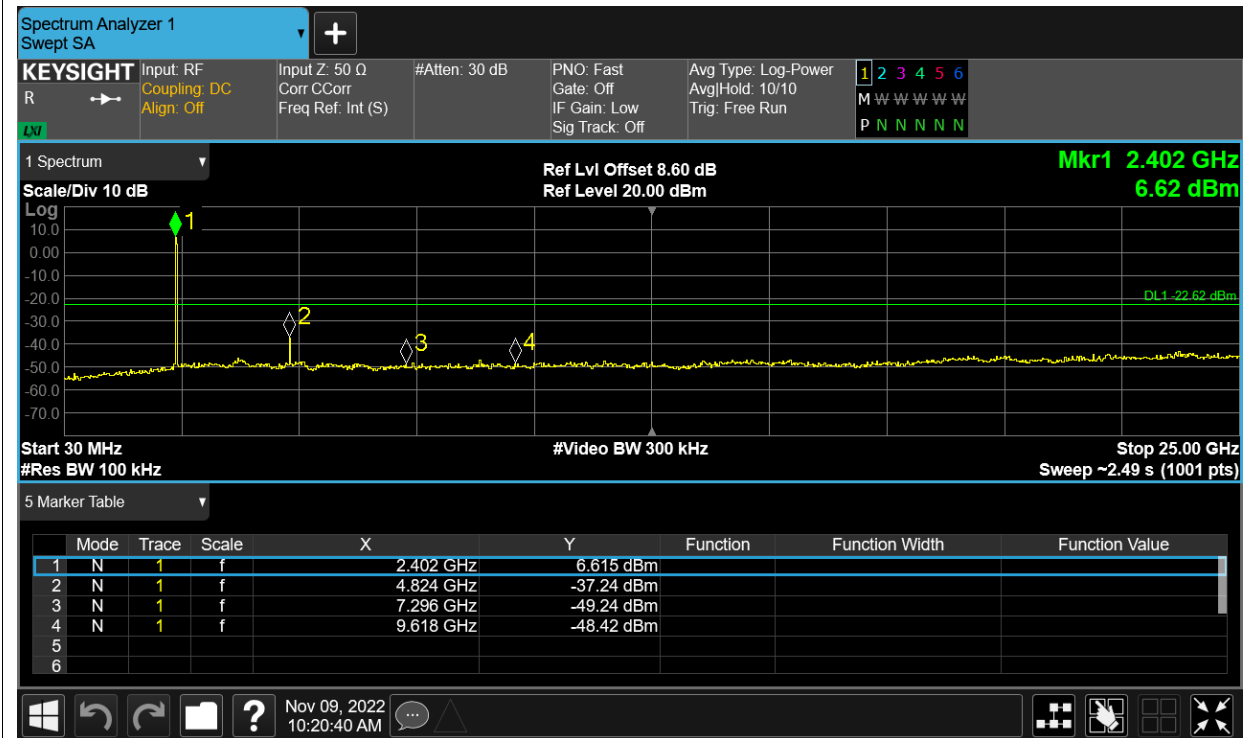 Spectrum Analyzer 1
Swept SA
KEYSIGHT
R
LXI
Input: RF
Coupling: DC
Align: Off
Input Z: 50 Ω
Corr CCorr
Freq Ref: Int (S)
#Atten: 30 dB
PNO: Fast
Gate: Off
IF Gain: Low
Sig Track: Off
Avg Type: Log-Power
Avg|Hold: 10/10
Trig: Free Run
1 2 3 4 5 6
M W W W W W
P N N N N N
1 Spectrum
Scale/Div 10 dB
Ref Lvl Offset 8.60 dB
Ref Level 20.00 dBm
Mkr1 2.402 GHz
6.62 dBm
Log
10.0
0.00
-10.0
-20.0
-30.0
-40.0
-50.0
-60.0
-70.0
1
2
3
4
DL1 -22.62 dBm
Start 30 MHz
#Video BW 300 kHz
Stop 25.00 GHz
#Res BW 100 kHz
Sweep ~2.49 s (1001 pts)
5 Marker Table
Mode Trace Scale X Y Function Function Width Function Value
1 N 1 f 2.402 GHz 6.615 dBm
2 N 1 f 4.824 GHz -37.24 dBm
3 N 1 f 7.296 GHz -49.24 dBm
4 N 1 f 9.618 GHz -48.42 dBm
5
6
?
Nov 09, 2022
10:20:40 AM